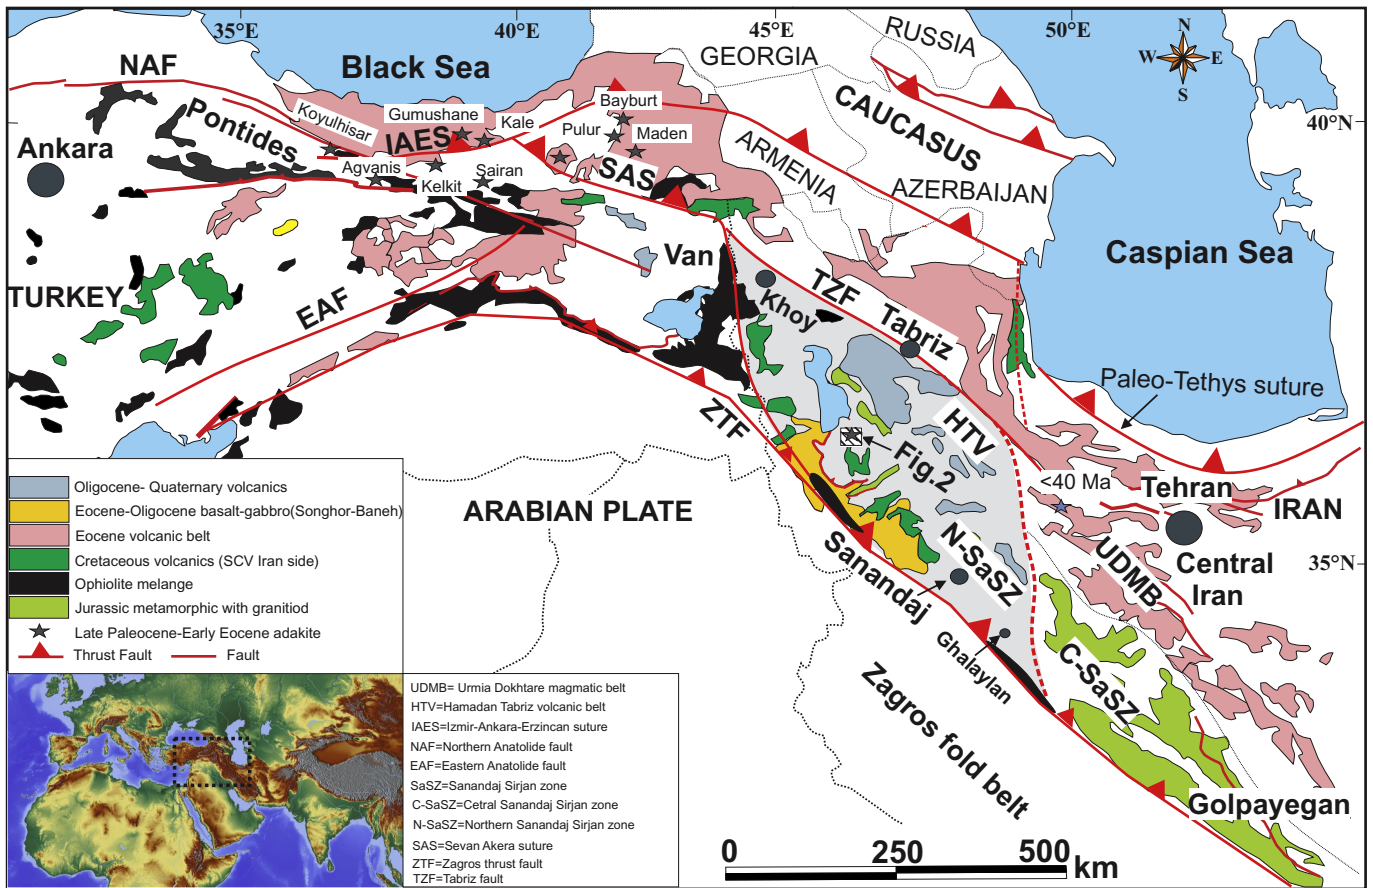 35°E
40°E
45°E
50°E
N
W
E
S
RUSSIA
GEORGIA
NAF
Black Sea
CAUCASUS
Koyulhisar
Gumushane
Kale
Bayburt
Pulur
Maden
Pontides
IAES
40°N
Ankara
Agvanis
Kelkit
Sairan
SAS
ARMENIA
AZERBAIJAN
Van
Caspian Sea
TURKEY
EAF
Khoy
TZF
Tabriz
Paleo-Tethys suture
ZTF
HTV
Fig.2
<40 Ma
Tehran
IRAN
ARABIAN PLATE
Sanandaj
N-SaSZ
UDMB
Central
Iran
35°N
Ghalaylan
C-SaSZ
Zagros fold belt
Golpayegan
0
250
500
km
Oligocene- Quaternary volcanics
Eocene-Oligocene basalt-gabbro(Songhor-Baneh)
Eocene volcanic belt
Cretaceous volcanics (SCV Iran side)
Ophiolite melange
Jurassic metamorphic with granitiod
Late Paleocene-Early Eocene adakite
Thrust Fault
Fault
UDMB= Urmia Dokhtare magmatic belt
HTV=Hamadan Tabriz volcanic belt
IAES=Izmir-Ankara-Erzincan suture
NAF=Northern Anatolide fault
EAF=Eastern Anatolide fault
SaSZ=Sanandaj Sirjan zone
C-SaSZ=Cetral Sanandaj Sirjan zone
N-SaSZ=Northern Sanandaj Sirjan zone
SAS=Sevan Akera suture
ZTF=Zagros thrust fault
TZF=Tabriz fault